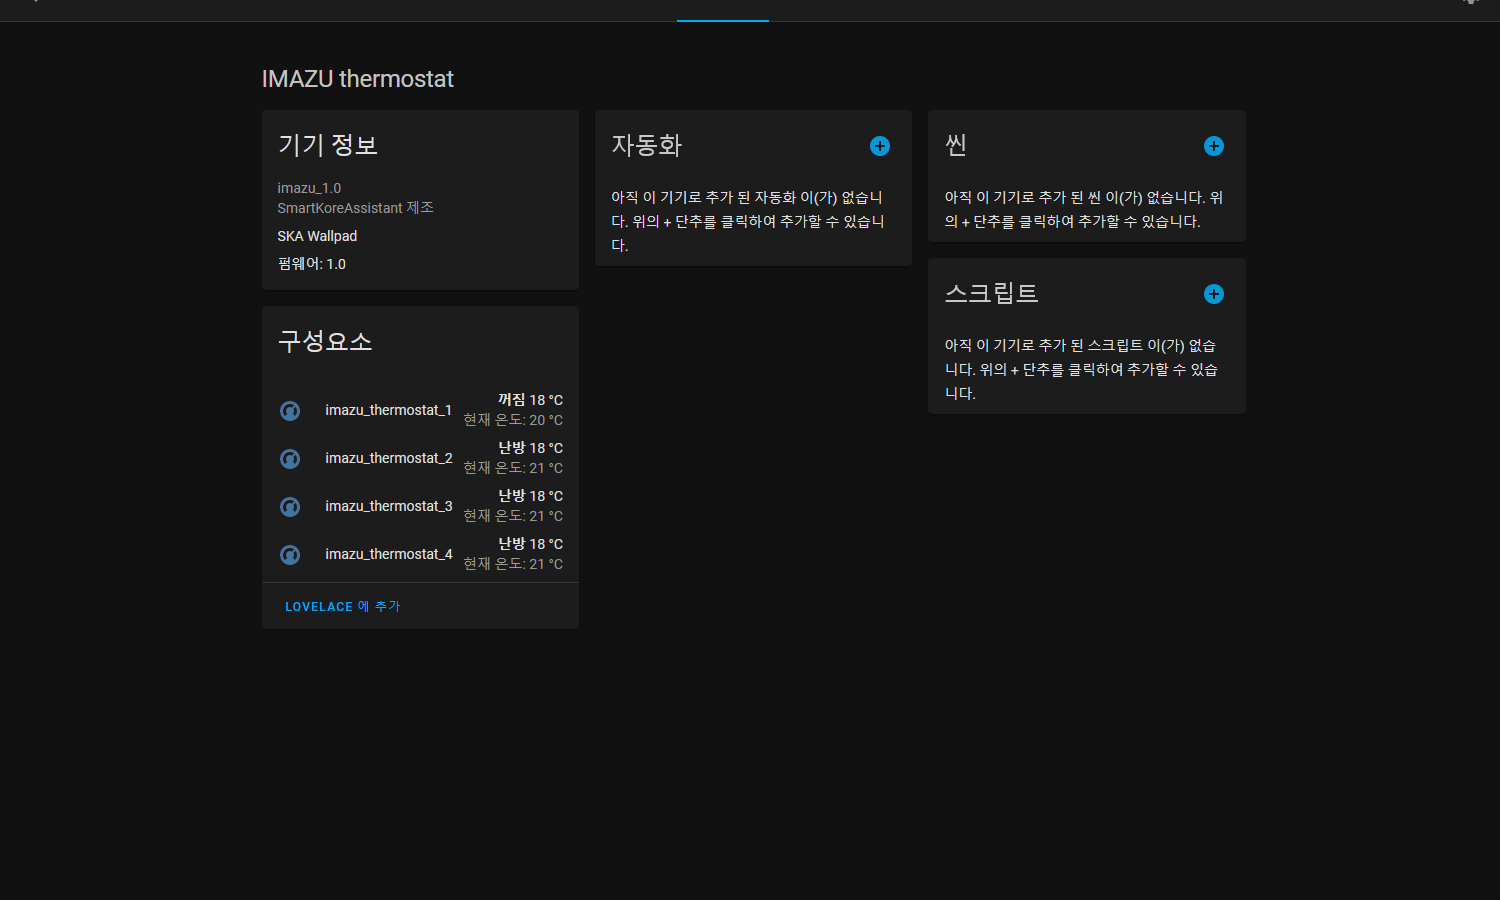 IMAZU thermostat
기기 정보
imazu_1.0
SmartKoreAssistant 제조
SKA Wallpad
펌웨어: 1.0
구성요소
imazu_thermostat_1
꺼짐 18 °C
현재 온도: 20 °C
imazu_thermostat_2
난방 18 °C
현재 온도: 21 °C
imazu_thermostat_3
난방 18 °C
현재 온도: 21 °C
imazu_thermostat_4
난방 18 °C
현재 온도: 21 °C
LOVELACE 에 추가
자동화
아직 이 기기로 추가 된 자동화 이(가) 없습니
다. 위의 + 단추를 클릭하여 추가할 수 있습니
다.
씬
아직 이 기기로 추가 된 씬 이(가) 없습니다. 위
의 + 단추를 클릭하여 추가할 수 있습니다.
스크립트
아직 이 기기로 추가 된 스크립트 이(가) 없습
니다. 위의 + 단추를 클릭하여 추가할 수 있습
니다.